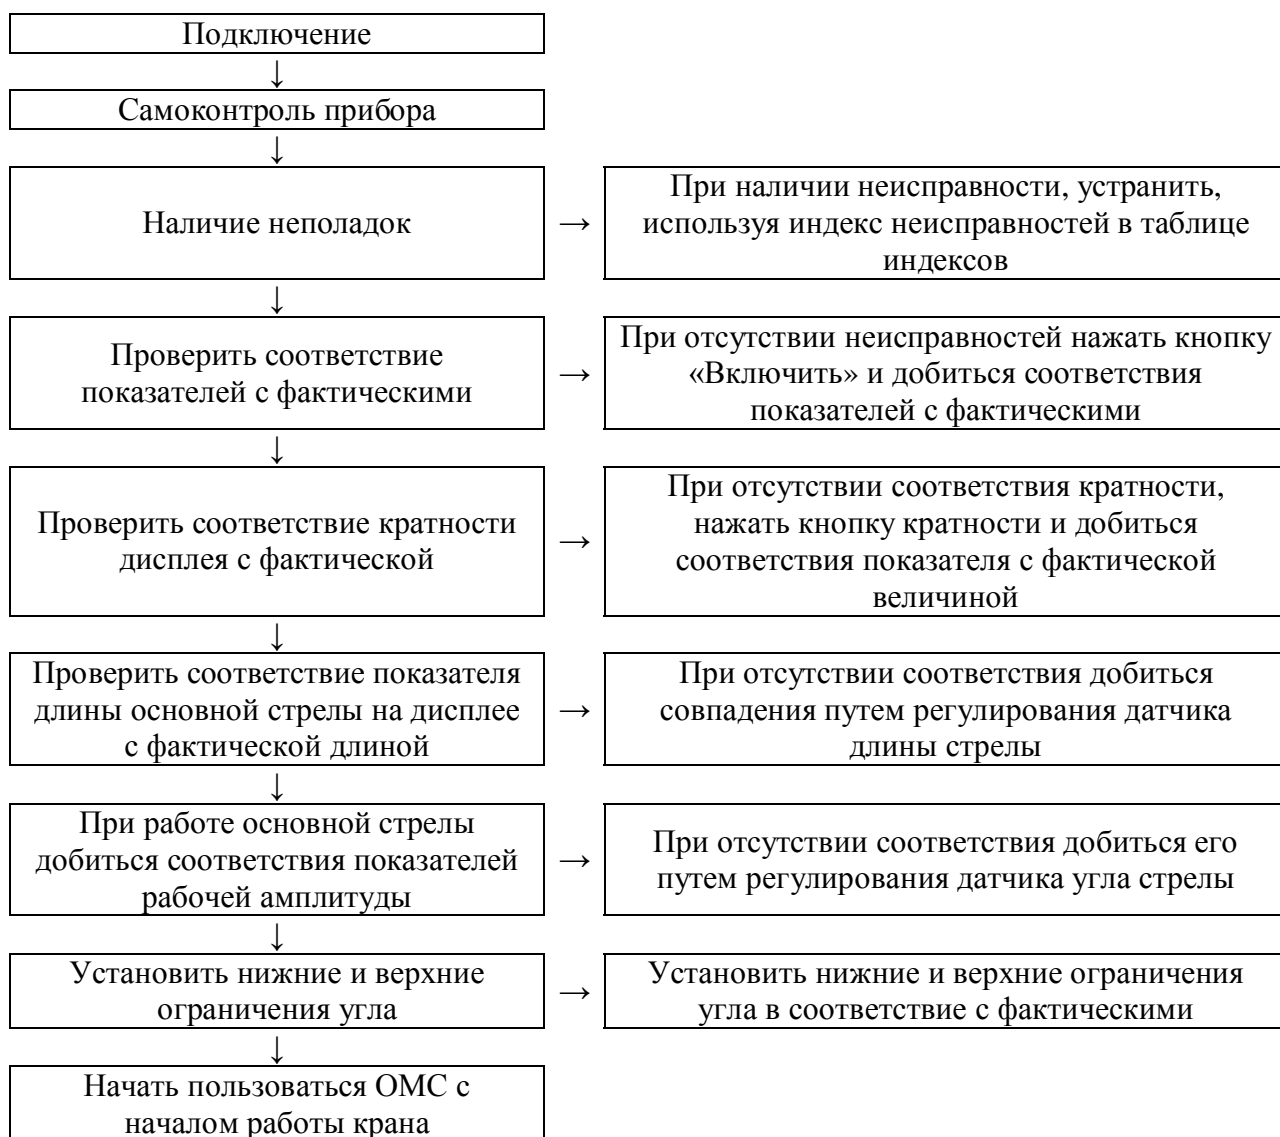 Подключение
↓
Самоконтроль прибора
↓
Наличие неполадок
→
При наличии неисправности, устранить,
используя индекс неисправностей в таблице
индексов
↓
Проверить соответствие
показателей с фактическими
→
При отсутствии неисправностей нажать кнопку
«Включить» и добиться соответствия
показателей с фактическими
↓
Проверить соответствие кратности
дисплея с фактической
→
При отсутствии соответствия кратности,
нажать кнопку кратности и добиться
соответствия показателя с фактической
величиной
↓
Проверить соответствие показателя
длины основной стрелы на дисплее
с фактической длиной
→
При отсутствии соответствия добиться
совпадения путем регулирования датчика
длины стрелы
↓
При работе основной стрелы
добиться соответствия показателей
рабочей амплитуды
→
При отсутствии соответствия добиться его
путем регулирования датчика угла стрелы
↓
Установить нижние и верхние
ограничения угла
→
Установить нижние и верхние ограничения
угла в соответствие с фактическими
↓
Начать пользоваться ОМС с
началом работы крана